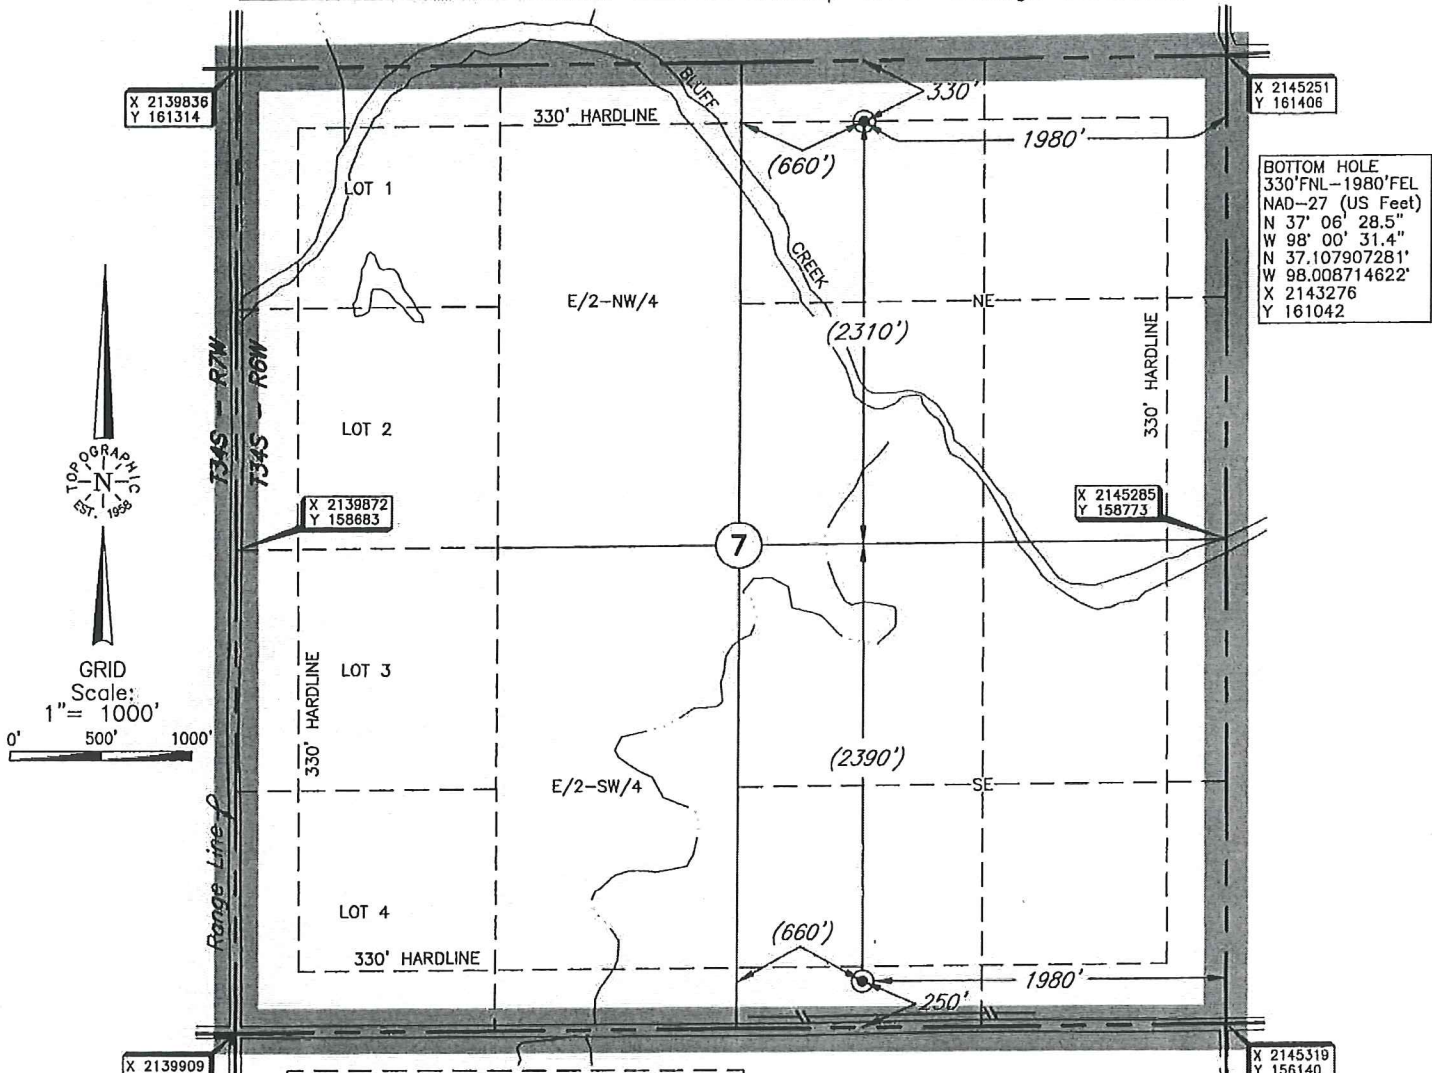 X 2139836
Y 161314
330' HARDLINE
BLUFF
330'
1980'
(660')
X 2145251
Y 161406
BOTTOM HOLE
330'FNL-1980'FEL
NAD-27 (US Feet)
N 37° 06' 28.5"
W 98° 00' 31.4"
N 37.107907281°
W 98.008714622°
X 2143276
Y 161042
LOT 1
CREEK
E/2-NW/4
NE
(2310')
330' HARDLINE
T34S - R7W
T34S - R6W
LOT 2
TOPOGRAPHIC
N
EST. 1958
X 2139872
Y 158683
X 2145285
Y 158773
7
GRID
Scale:
1"= 1000'
0' 500' 1000'
LOT 3
330' HARDLINE
(2390')
E/2-SW/4
SE
Range Line
LOT 4
(660')
330' HARDLINE
1980'
250'
X 2139909
X 2145319
Y 156140